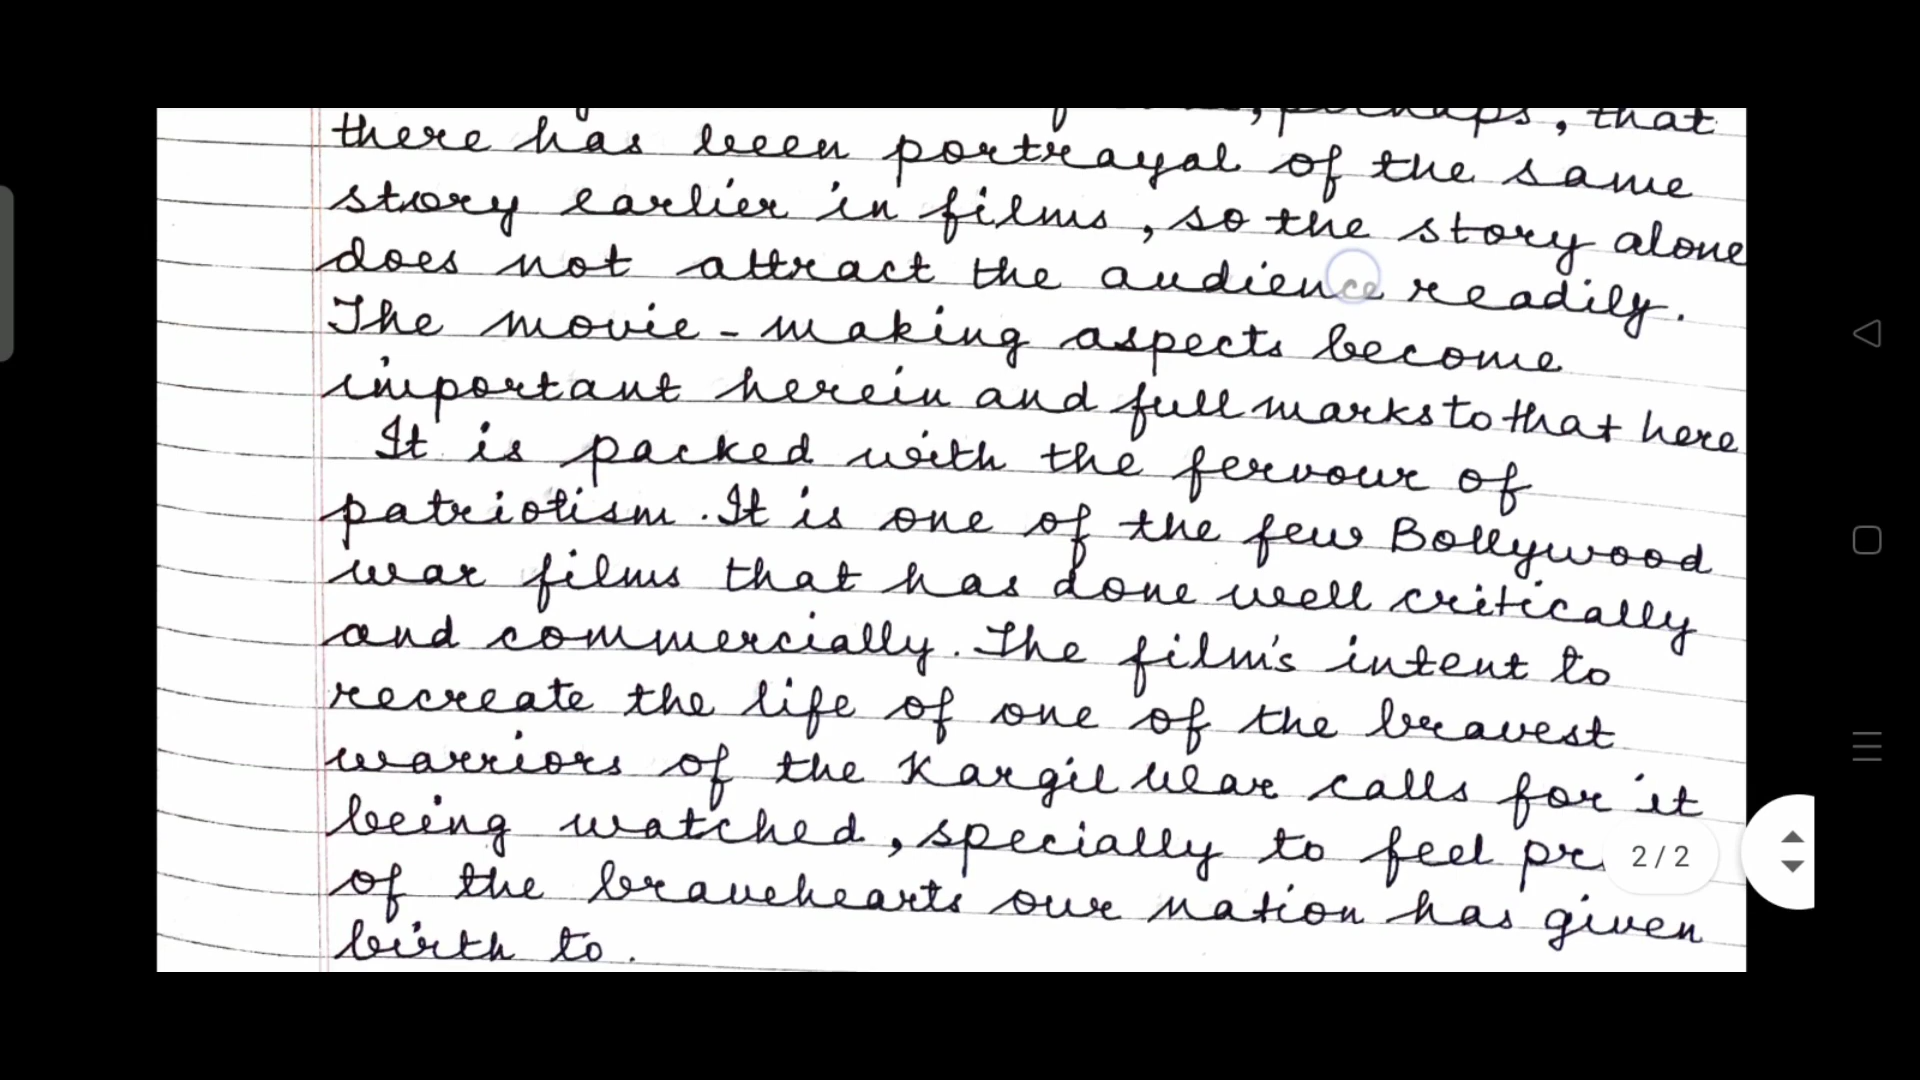 , perhaps, that
there has been portrayal of the same
story earlier in films, so the story alone
does not attract the audience readily.
The movie-making aspects become
important herein and full marks to that here
It is packed with the fervour of
patriotism. It is one of the few Bollywood
war films that has done well critically
and commercially. The film's intent to
recreate the life of one of the bravest
warriors of the Kargil War calls for it
being watched, specially to feel
of the bravehearts our nation has given
birth to.
2/2